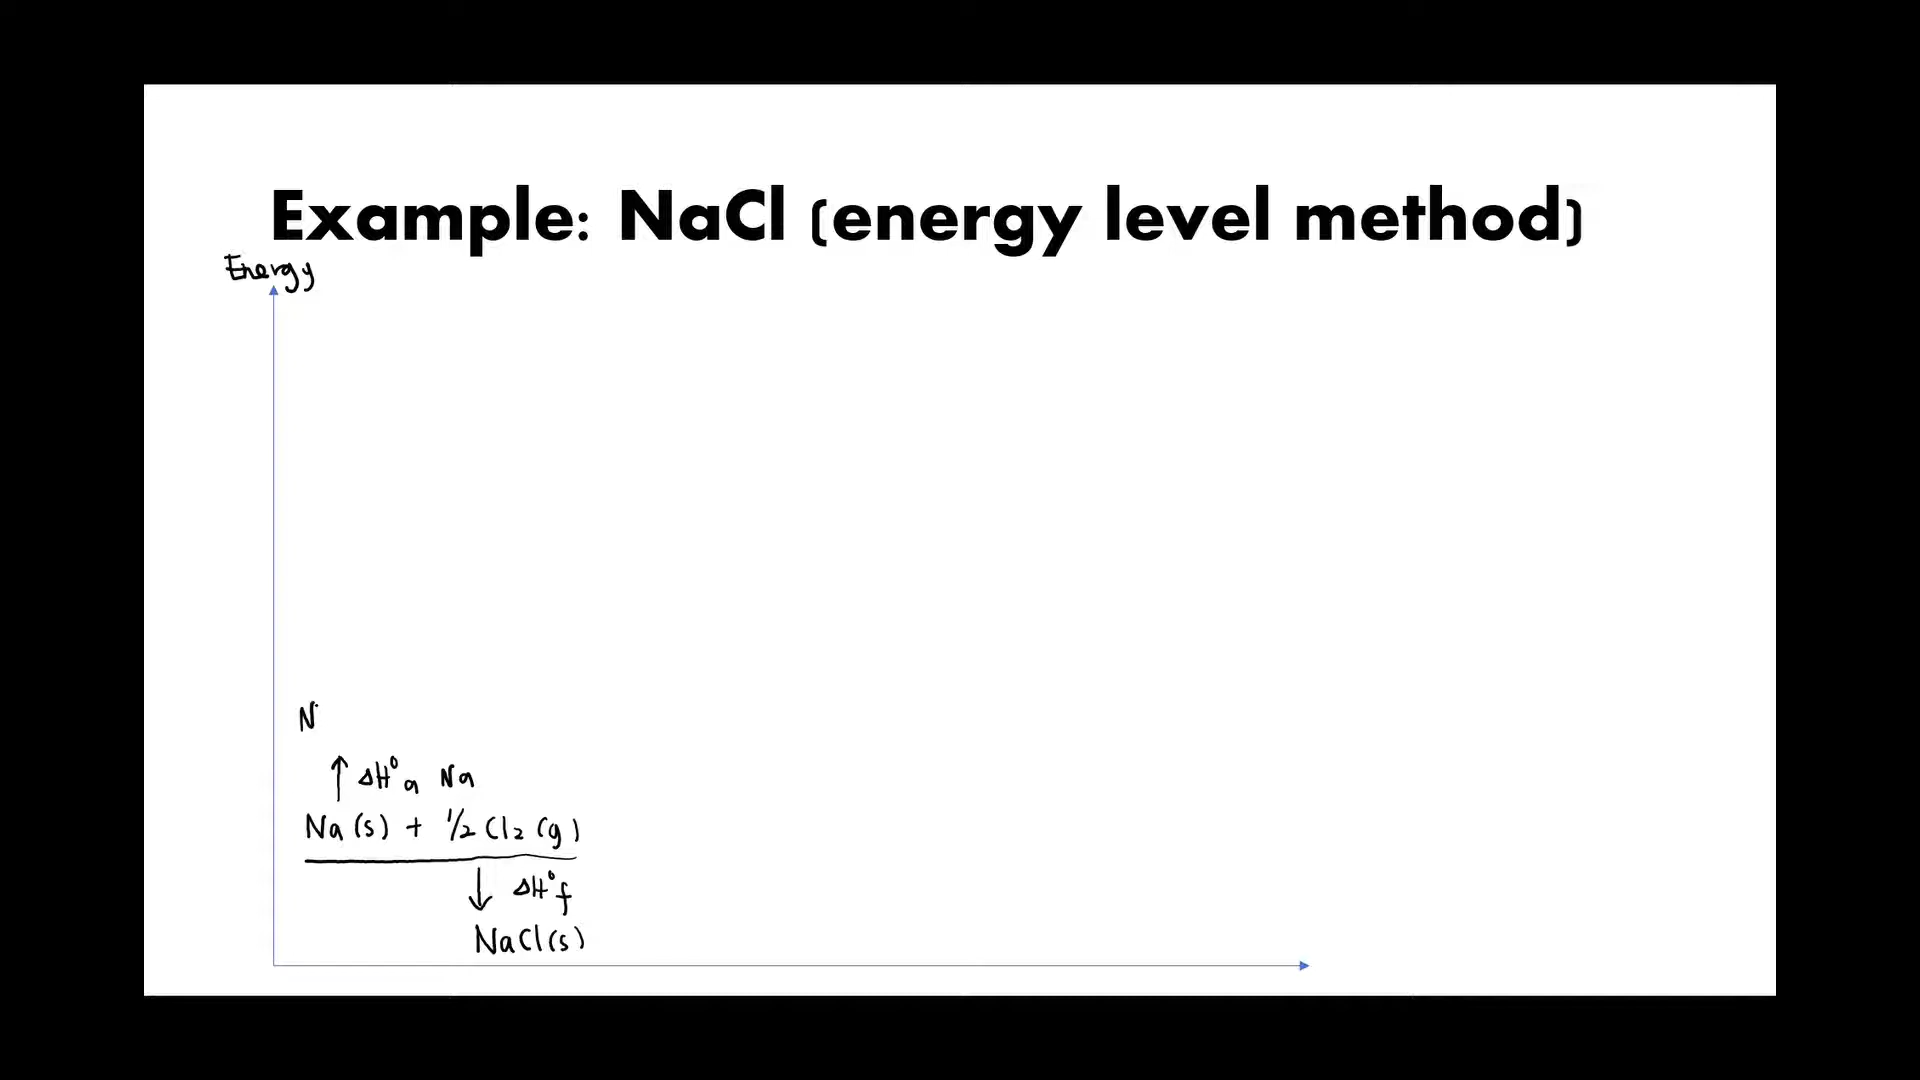 Example: NaCl (energy level method)
Energy
N
↑ ΔH°a Na
Na(s) + ½ Cl₂(g)
↓ ΔH°f
NaCl(s)